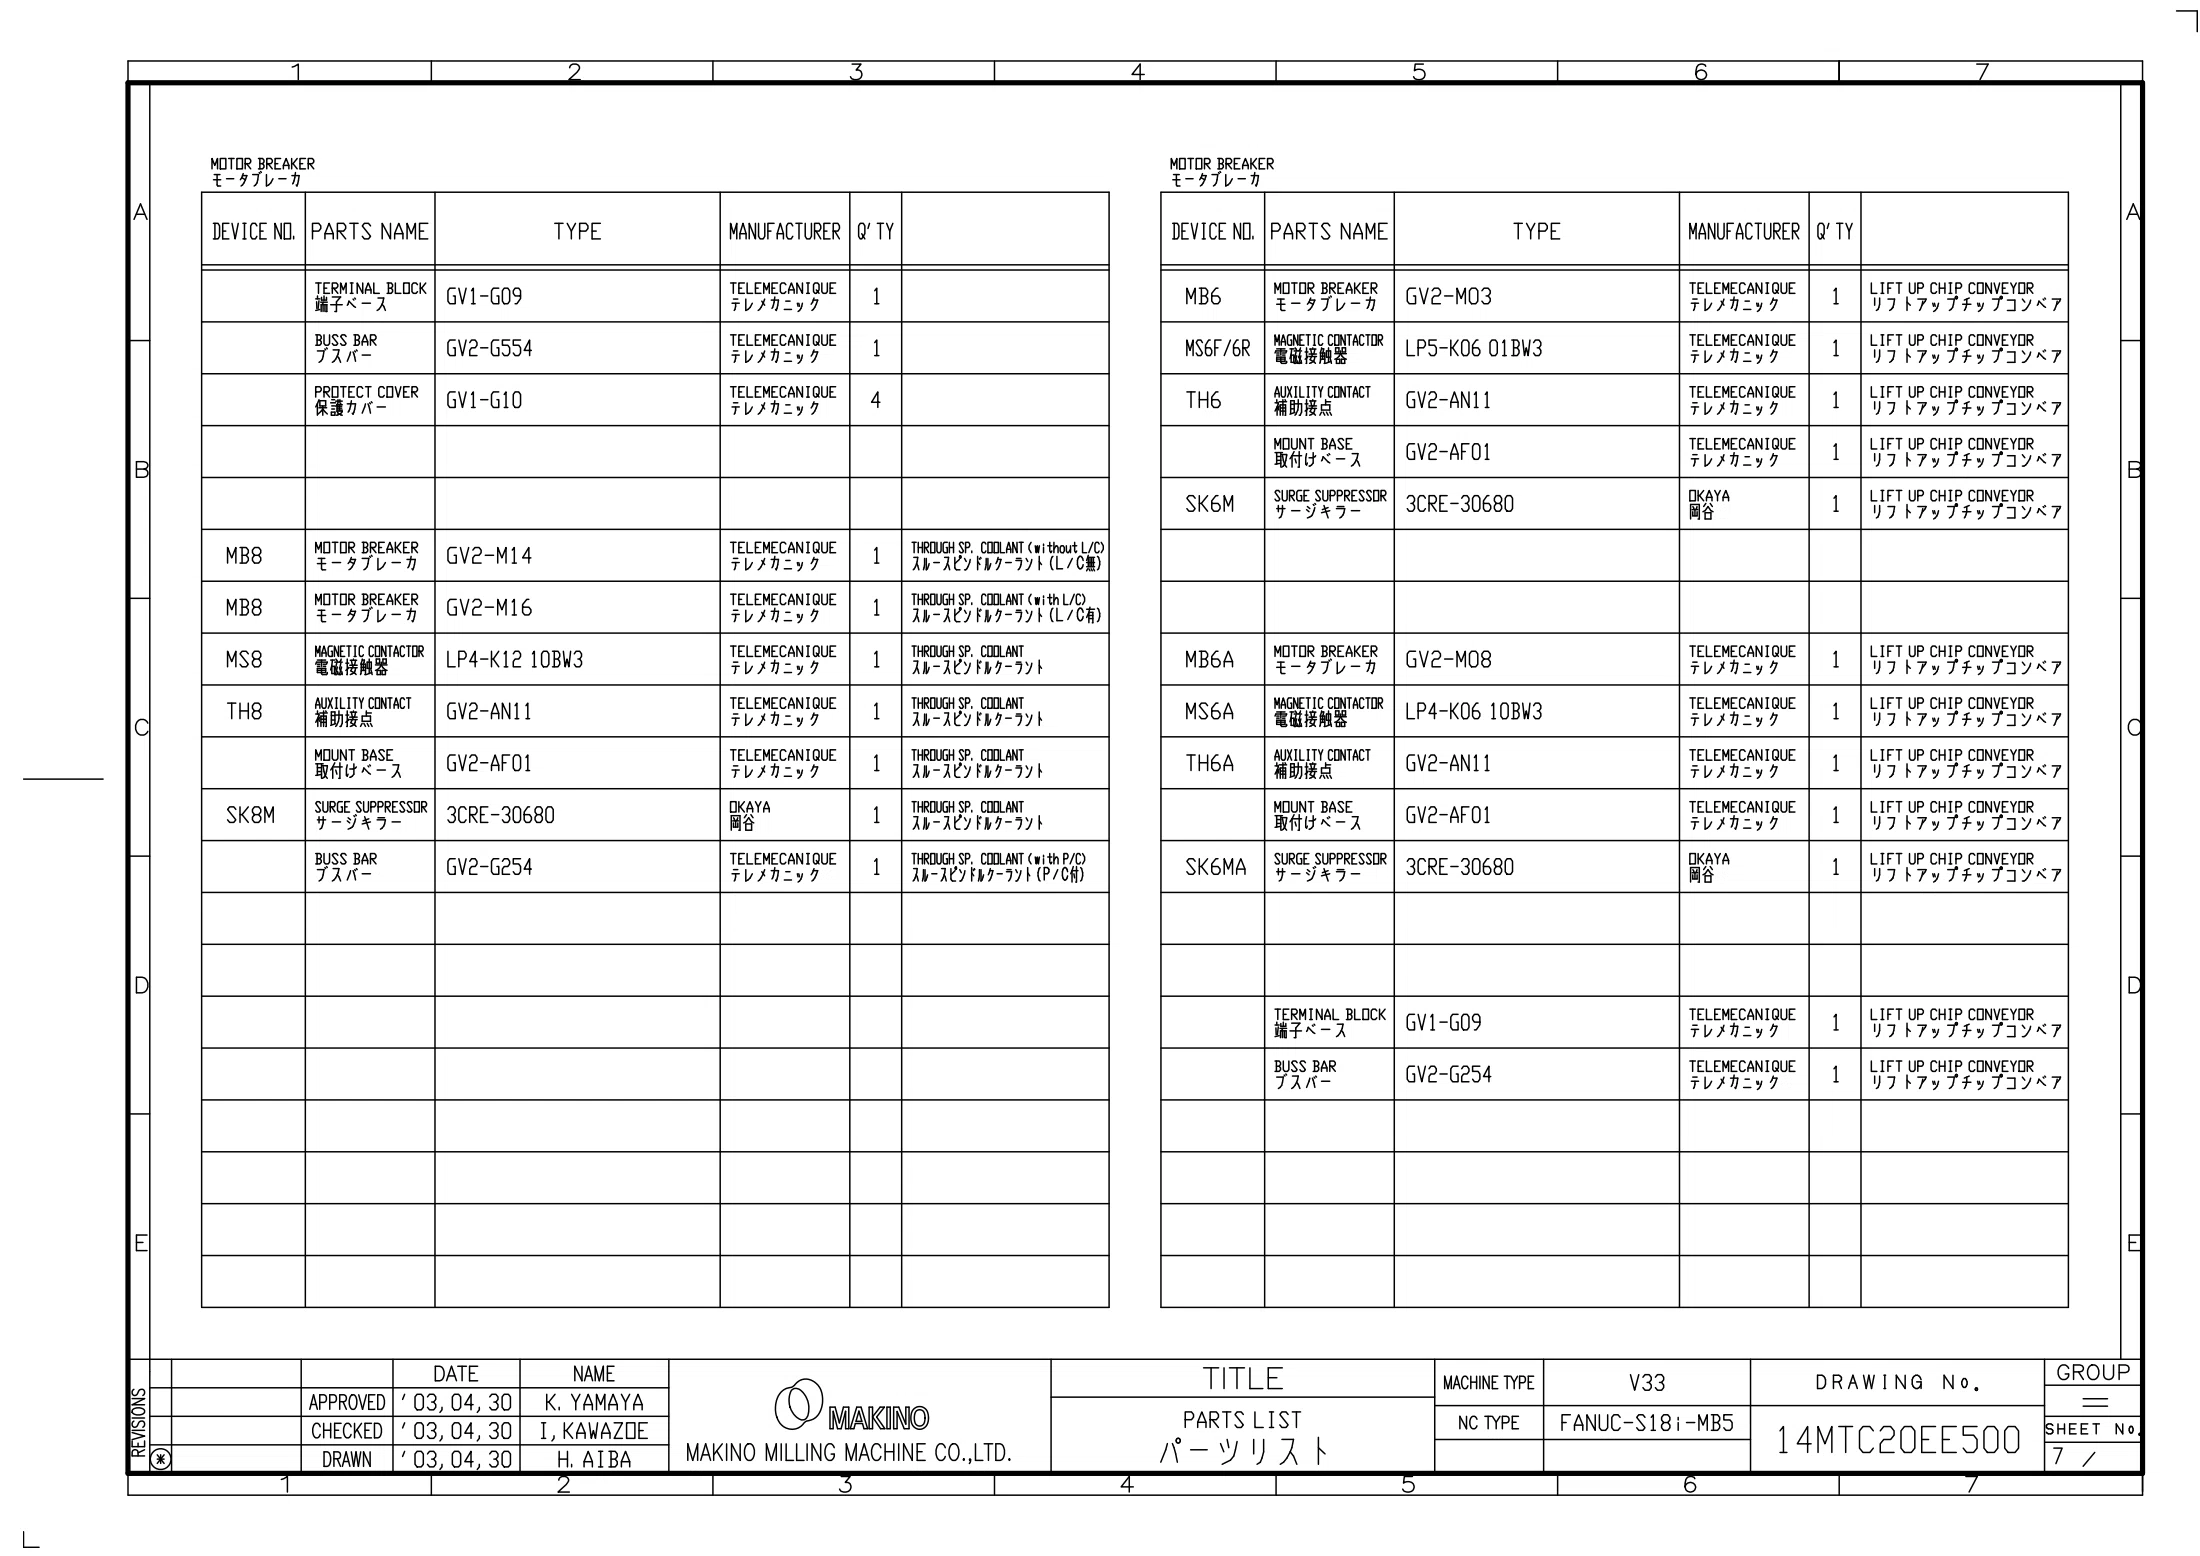 1 2 3 4 5 6 7
A A
B B
C C
D D
E E
MOTOR BREAKER
モータブレーカ
DEVICE NO. PARTS NAME TYPE MANUFACTURER Q'TY
TERMINAL BLOCK GV1-G09 TELEMECANIQUE 1
端子ベース テレメカニック
BUSS BAR GV2-G554 TELEMECANIQUE 1
ブスバー テレメカニック
PROTECT COVER GV1-G10 TELEMECANIQUE 4
保護カバー テレメカニック
MB8 MOTOR BREAKER GV2-M14 TELEMECANIQUE 1 THROUGH SP. COOLANT (without L/C)
モータブレーカ テレメカニック スルースピンドルクーラント(L/C無)
MB8 MOTOR BREAKER GV2-M16 TELEMECANIQUE 1 THROUGH SP. COOLANT (with L/C)
モータブレーカ テレメカニック スルースピンドルクーラント(L/C有)
MS8 MAGNETIC CONTACTOR LP4-K12 10BW3 TELEMECANIQUE 1 THROUGH SP. COOLANT
電磁接触器 テレメカニック スルースピンドルクーラント
TH8 AUXILITY CONTACT GV2-AN11 TELEMECANIQUE 1 THROUGH SP. COOLANT
補助接点 テレメカニック スルースピンドルクーラント
MOUNT BASE GV2-AF01 TELEMECANIQUE 1 THROUGH SP. COOLANT
取付けベース テレメカニック スルースピンドルクーラント
SK8M SURGE SUPPRESSOR 3CRE-30680 OKAYA 1 THROUGH SP. COOLANT
サージキラー 岡谷 スルースピンドルクーラント
BUSS BAR GV2-G254 TELEMECANIQUE 1 THROUGH SP. COOLANT (with P/C)
ブスバー テレメカニック スルースピンドルクーラント(P/C付)
MOTOR BREAKER
モータブレーカ
DEVICE NO. PARTS NAME TYPE MANUFACTURER Q'TY
MB6 MOTOR BREAKER GV2-M03 TELEMECANIQUE 1 LIFT UP CHIP CONVEYOR
モータブレーカ テレメカニック リフトアップチップコンベア
MS6F/6R MAGNETIC CONTACTOR LP5-K06 01BW3 TELEMECANIQUE 1 LIFT UP CHIP CONVEYOR
電磁接触器 テレメカニック リフトアップチップコンベア
TH6 AUXILITY CONTACT GV2-AN11 TELEMECANIQUE 1 LIFT UP CHIP CONVEYOR
補助接点 テレメカニック リフトアップチップコンベア
MOUNT BASE GV2-AF01 TELEMECANIQUE 1 LIFT UP CHIP CONVEYOR
取付けベース テレメカニック リフトアップチップコンベア
SK6M SURGE SUPPRESSOR 3CRE-30680 OKAYA 1 LIFT UP CHIP CONVEYOR
サージキラー 岡谷 リフトアップチップコンベア
MB6A MOTOR BREAKER GV2-M08 TELEMECANIQUE 1 LIFT UP CHIP CONVEYOR
モータブレーカ テレメカニック リフトアップチップコンベア
MS6A MAGNETIC CONTACTOR LP4-K06 10BW3 TELEMECANIQUE 1 LIFT UP CHIP CONVEYOR
電磁接触器 テレメカニック リフトアップチップコンベア
TH6A AUXILITY CONTACT GV2-AN11 TELEMECANIQUE 1 LIFT UP CHIP CONVEYOR
補助接点 テレメカニック リフトアップチップコンベア
MOUNT BASE GV2-AF01 TELEMECANIQUE 1 LIFT UP CHIP CONVEYOR
取付けベース テレメカニック リフトアップチップコンベア
SK6MA SURGE SUPPRESSOR 3CRE-30680 OKAYA 1 LIFT UP CHIP CONVEYOR
サージキラー 岡谷 リフトアップチップコンベア
TERMINAL BLOCK GV1-G09 TELEMECANIQUE 1 LIFT UP CHIP CONVEYOR
端子ベース テレメカニック リフトアップチップコンベア
BUSS BAR GV2-G254 TELEMECANIQUE 1 LIFT UP CHIP CONVEYOR
ブスバー テレメカニック リフトアップチップコンベア
REVISIONS
*
DATE NAME
APPROVED '03,04,30 K. YAMAYA
CHECKED '03,04,30 I, KAWAZOE
DRAWN '03,04,30 H. AIBA
MAKINO
MAKINO MILLING MACHINE CO.,LTD.
TITLE
PARTS LIST
パーツリスト
MACHINE TYPE V33
NC TYPE FANUC-S18i-MB5
DRAWING No.
14MTC20EE500
GROUP
=
SHEET No.
7 /
1 2 3 4 5 6 7